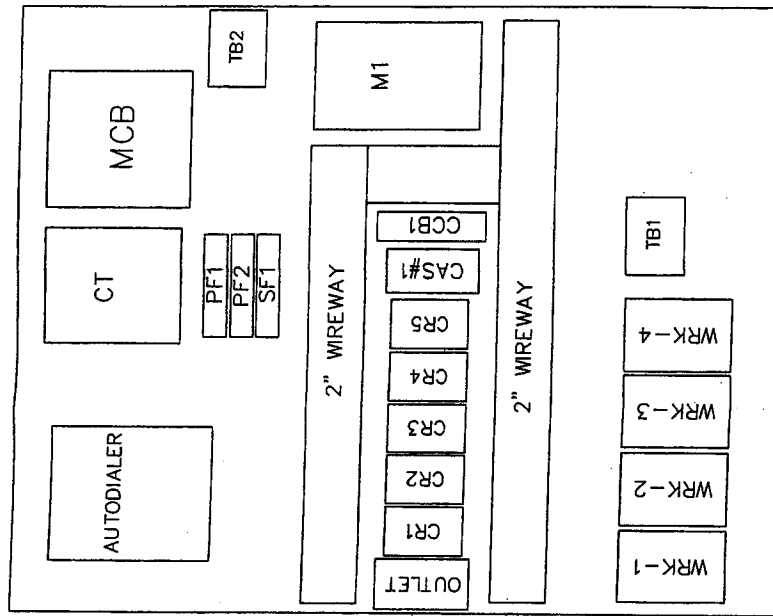 TB2
MCB
M1
CT
PF1
PF2
SF1
2" WIREWAY
AUTODIALER
CCB1
CAS#1
CR5
CR4
CR3
CR2
CR1
OUTLET
2" WIREWAY
TB1
WRK-4
WRK-3
WRK-2
WRK-1